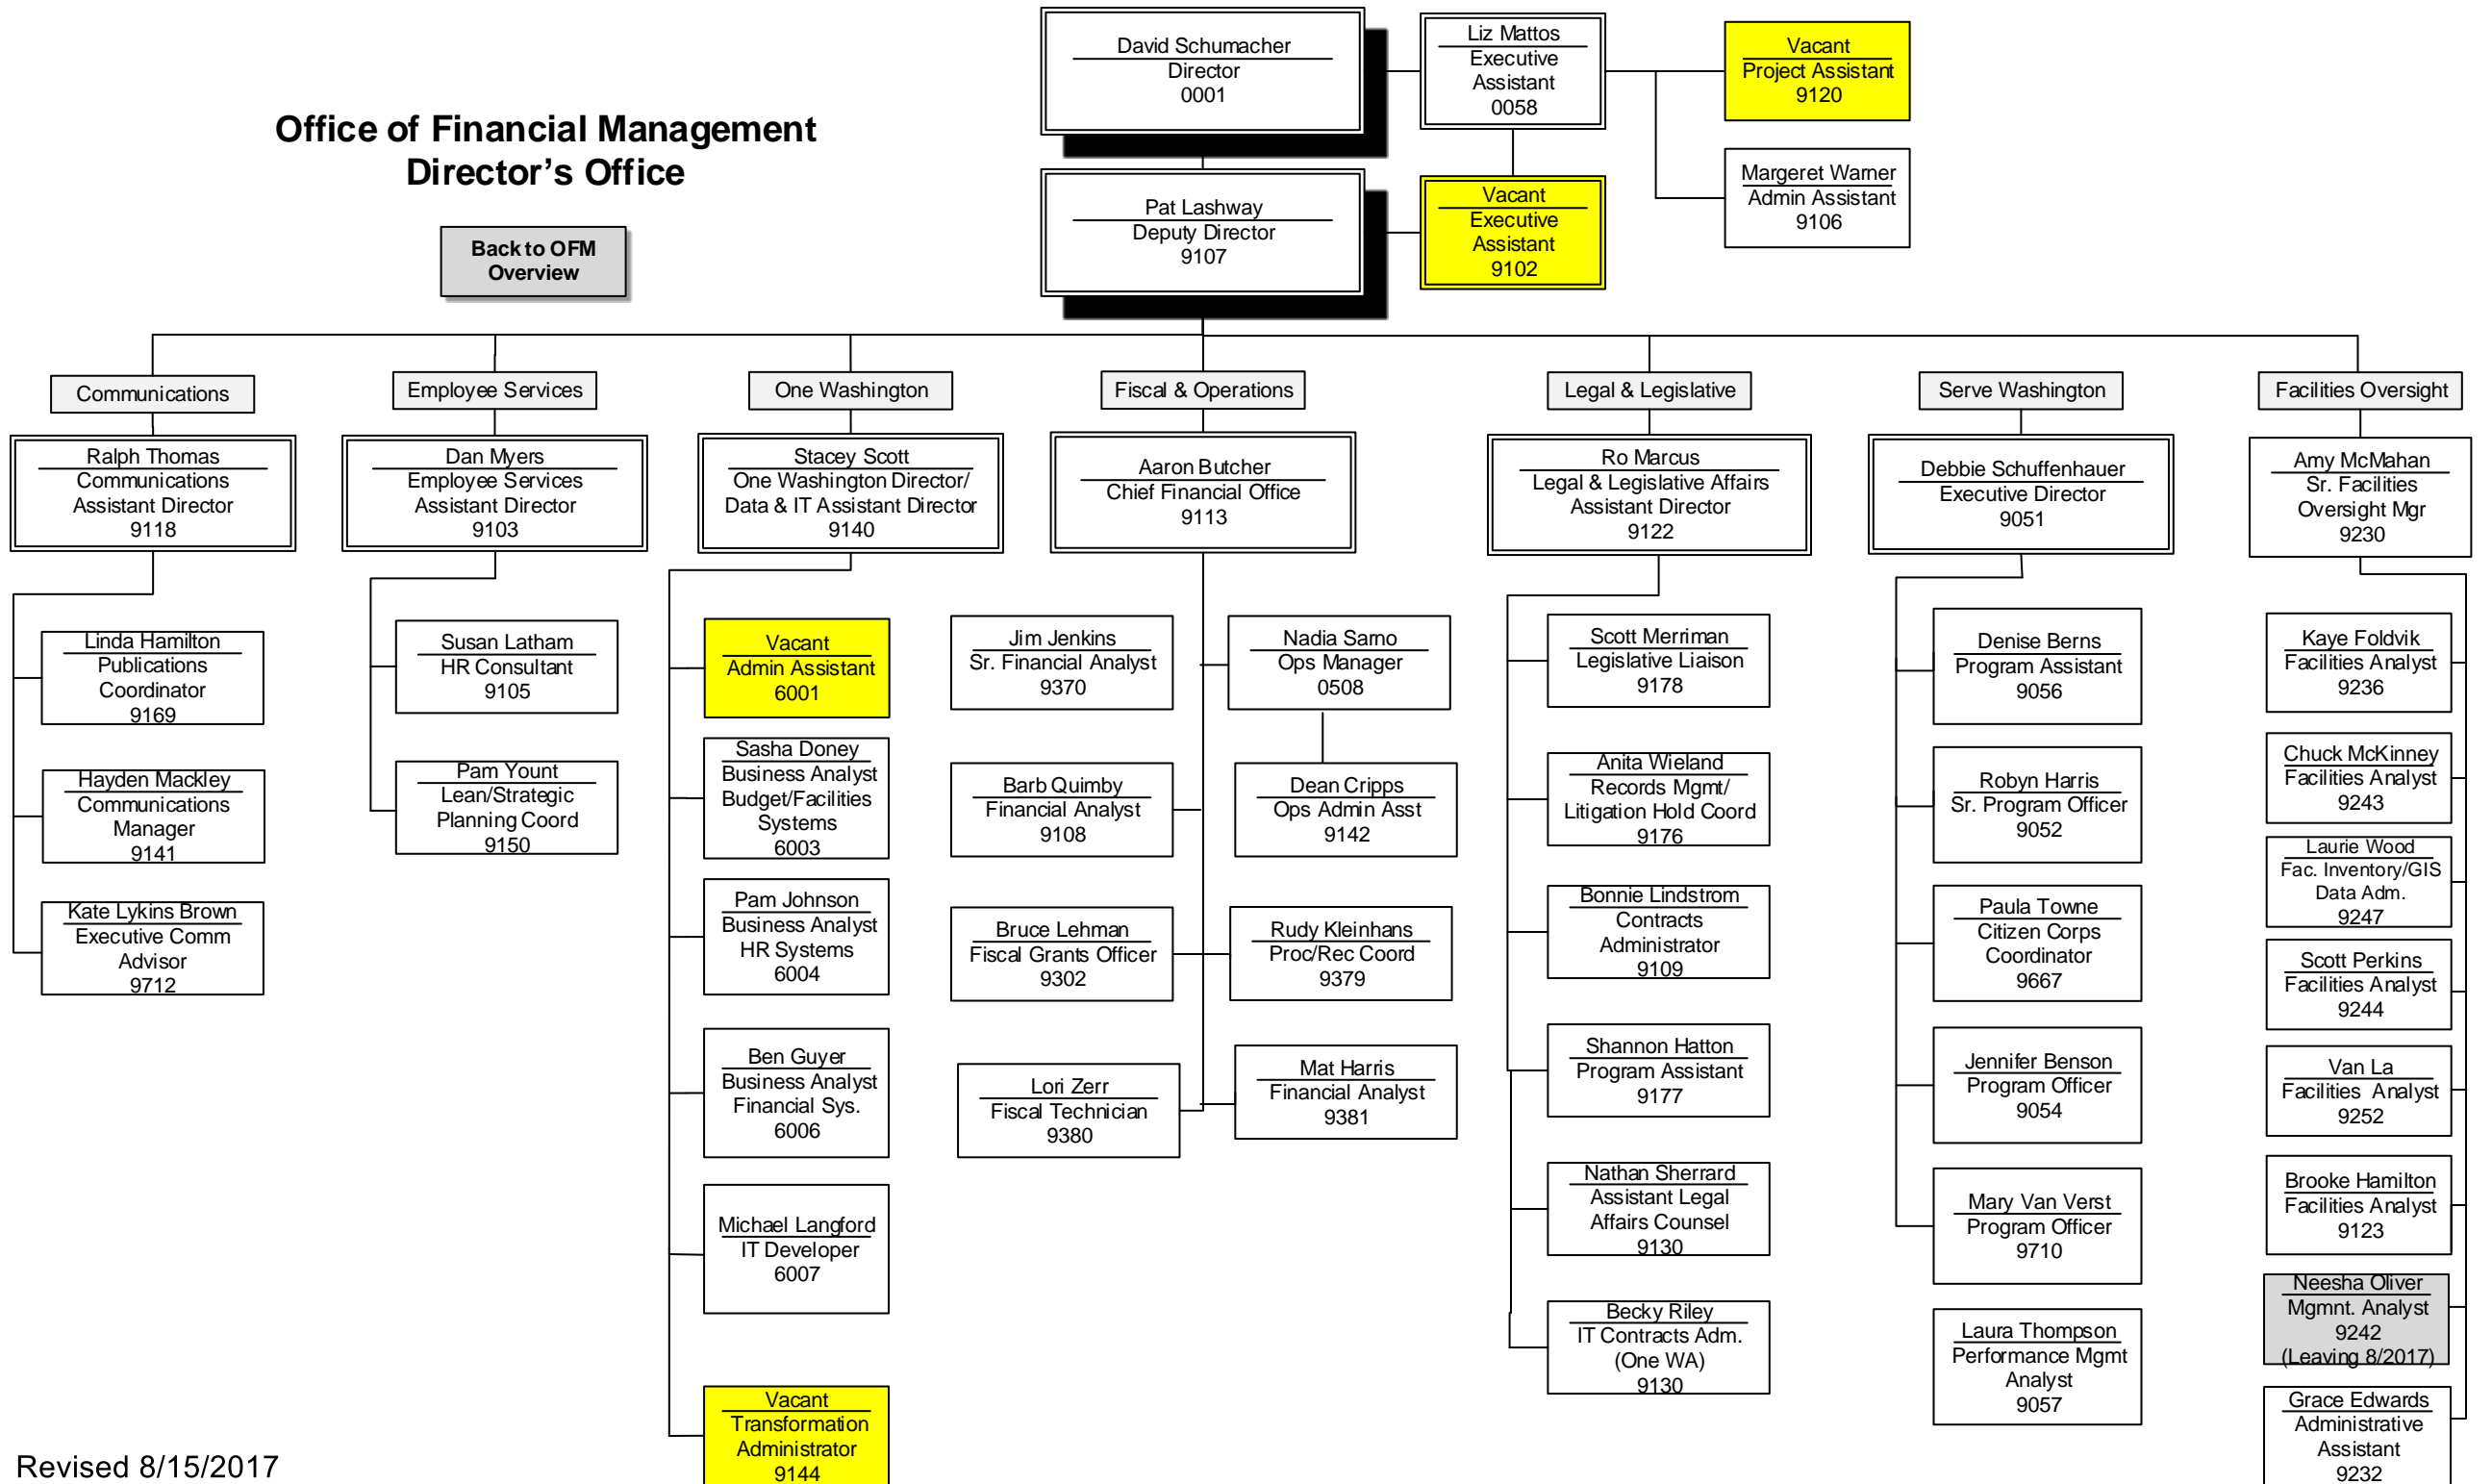 David Schumacher
Director
0001
Liz Mattos
Executive
Assistant
0058
Vacant
Project Assistant
9120
Office of Financial Management
Director’s Office
Back to OFM
Overview
Pat Lashway
Deputy Director
9107
Vacant
Executive
Assistant
9102
Margeret Warner
Admin Assistant
9106
Communications
Employee Services
One Washington
Fiscal & Operations
Legal & Legislative
Serve Washington
Facilities Oversight
Ralph Thomas
Communications
Assistant Director
9118
Dan Myers
Employee Services
Assistant Director
9103
Stacey Scott
One Washington Director/
Data & IT Assistant Director
9140
Aaron Butcher
Chief Financial Office
9113
Ro Marcus
Legal & Legislative Affairs
Assistant Director
9122
Debbie Schuffenhauer
Executive Director
9051
Amy McMahan
Sr. Facilities
Oversight Mgr
9230
Linda Hamilton
Publications
Coordinator
9169
Hayden Mackley
Communications
Manager
9141
Kate Lykins Brown
Executive Comm
Advisor
9712
Susan Latham
HR Consultant
9105
Pam Yount
Lean/Strategic
Planning Coord
9150
Vacant
Admin Assistant
6001
Sasha Doney
Business Analyst
Budget/Facilities
Systems
6003
Pam Johnson
Business Analyst
HR Systems
6004
Ben Guyer
Business Analyst
Financial Sys.
6006
Michael Langford
IT Developer
6007
Vacant
Transformation
Administrator
9144
Jim Jenkins
Sr. Financial Analyst
9370
Nadia Sarno
Ops Manager
0508
Barb Quimby
Financial Analyst
9108
Dean Cripps
Ops Admin Asst
9142
Bruce Lehman
Fiscal Grants Officer
9302
Rudy Kleinhans
Proc/Rec Coord
9379
Lori Zerr
Fiscal Technician
9380
Mat Harris
Financial Analyst
9381
Scott Merriman
Legislative Liaison
9178
Anita Wieland
Records Mgmt/
Litigation Hold Coord
9176
Bonnie Lindstrom
Contracts
Administrator
9109
Shannon Hatton
Program Assistant
9177
Nathan Sherrard
Assistant Legal
Affairs Counsel
9130
Becky Riley
IT Contracts Adm.
(One WA)
9130
Denise Berns
Program Assistant
9056
Robyn Harris
Sr. Program Officer
9052
Paula Towne
Citizen Corps
Coordinator
9667
Jennifer Benson
Program Officer
9054
Mary Van Verst
Program Officer
9710
Laura Thompson
Performance Mgmt
Analyst
9057
Kaye Foldvik
Facilities Analyst
9236
Chuck McKinney
Facilities Analyst
9243
Laurie Wood
Fac. Inventory/GIS
Data Adm.
9247
Scott Perkins
Facilities Analyst
9244
Van La
Facilities Analyst
9252
Brooke Hamilton
Facilities Analyst
9123
Neesha Oliver
Mgmnt. Analyst
9242
(Leaving 8/2017)
Grace Edwards
Administrative
Assistant
9232
Revised 8/15/2017